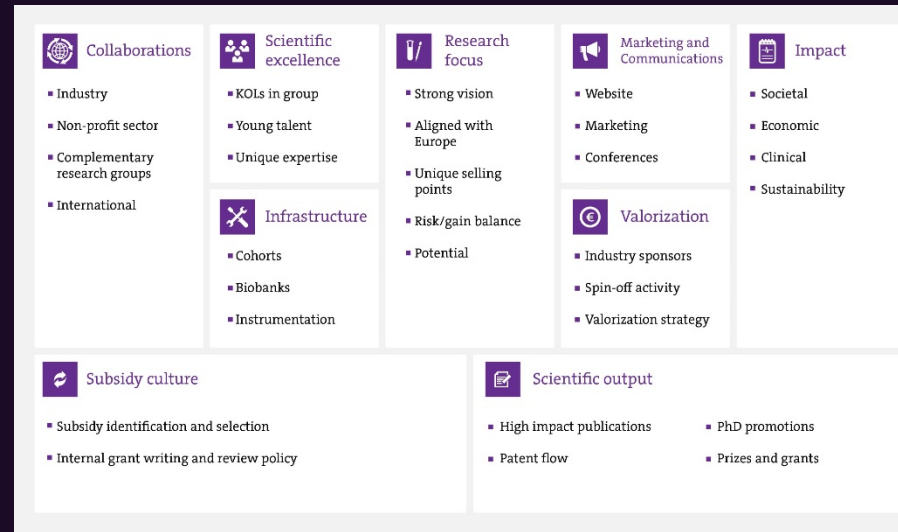 Collaborations
Industry
Non-profit sector
Complementary
research groups
International
Scientific
excellence
KOLs in group
Young talent
Unique expertise
Infrastructure
Cohorts
Biobanks
Instrumentation
Research
focus
Strong vision
Aligned with
Europe
Unique selling
points
Risk/gain balance
Potential
Marketing and
Communications
Website
Marketing
Conferences
Valorization
Industry sponsors
Spin-off activity
Valorization strategy
Impact
Societal
Economic
Clinical
Sustainability
Subsidy culture
Subsidy identification and selection
Internal grant writing and review policy
Scientific output
High impact publications
Patent flow
PhD promotions
Prizes and grants